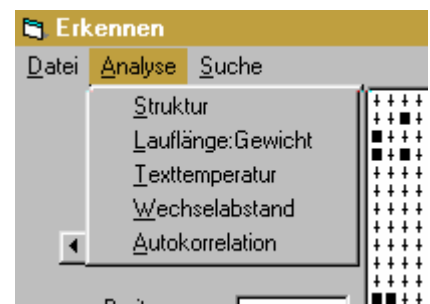 Erkennen
Datei Analyse Suche
Struktur
Lauflänge:Gewicht
Texttemperatur
Wechselabstand
Autokorrelation